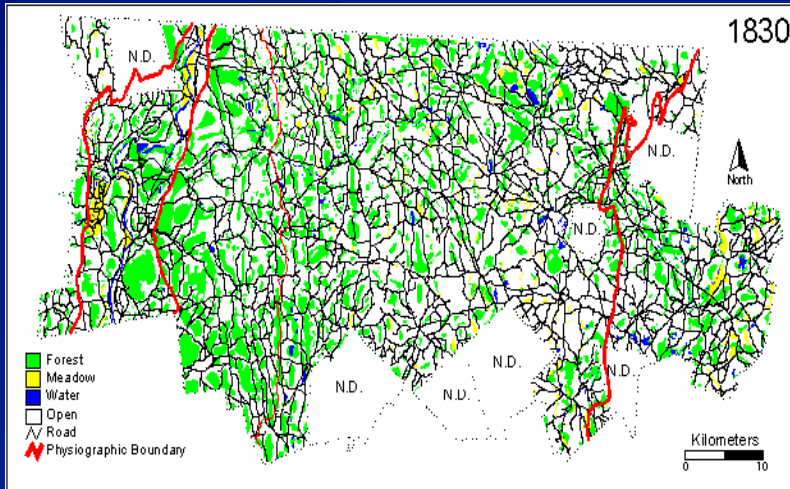 1830
N.D.
N.D.
North
N.D.
Forest
Meadow
Water
Open
Road
Physiographic Boundary
N.D.
N.D.
N.D.
N.D.
Kilometers
0 10